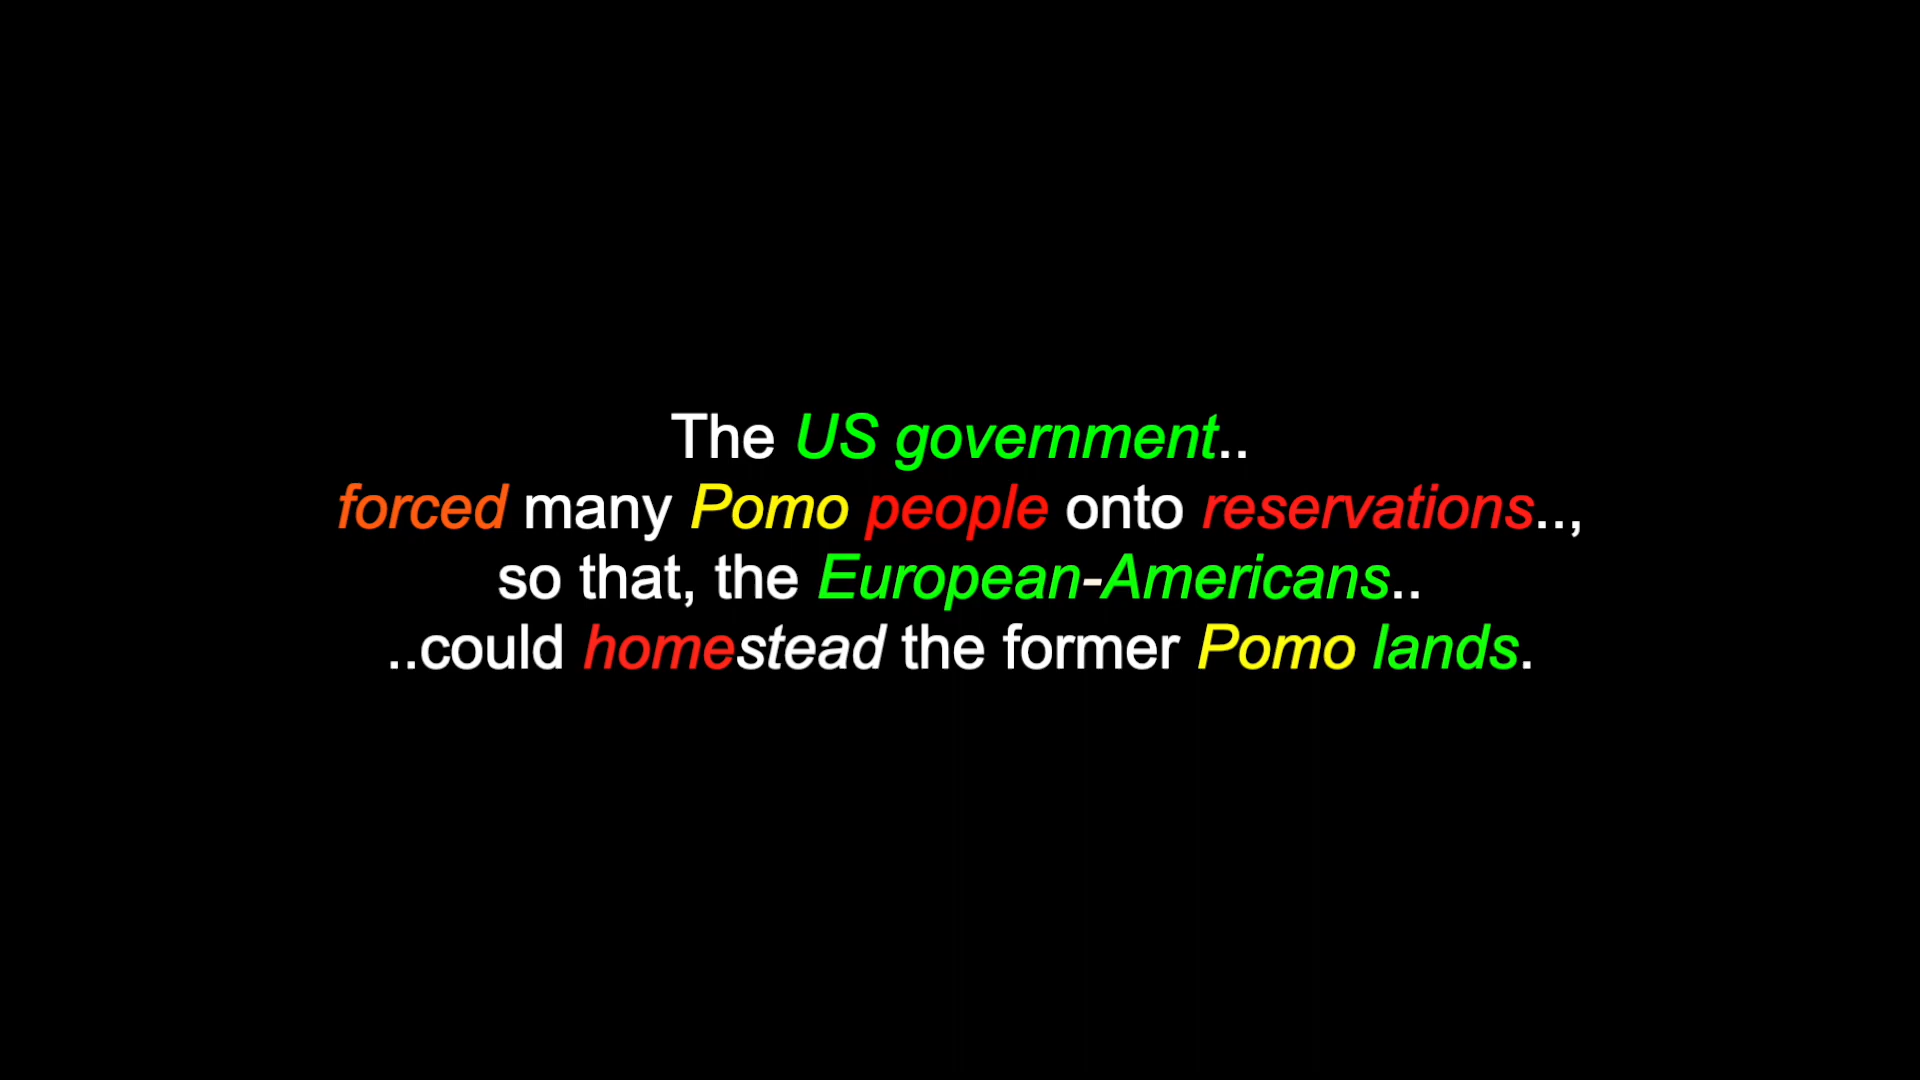 The US government..
forced many Pomo people onto reservations..,
so that, the European-Americans..
..could homestead the former Pomo lands.